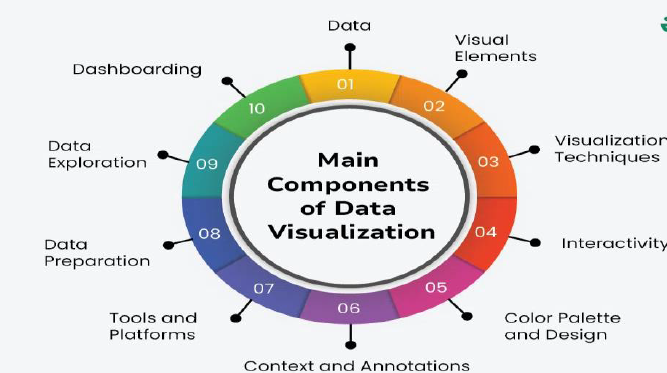 Data
01
Visual
Elements
02
Visualization
Techniques
03
Interactivity
04
Color Palette
and Design
05
Context and Annotations
06
Tools and
Platforms
07
Data
Preparation
08
Data
Exploration
09
Dashboarding
10
Main
Components
of Data
Visualization